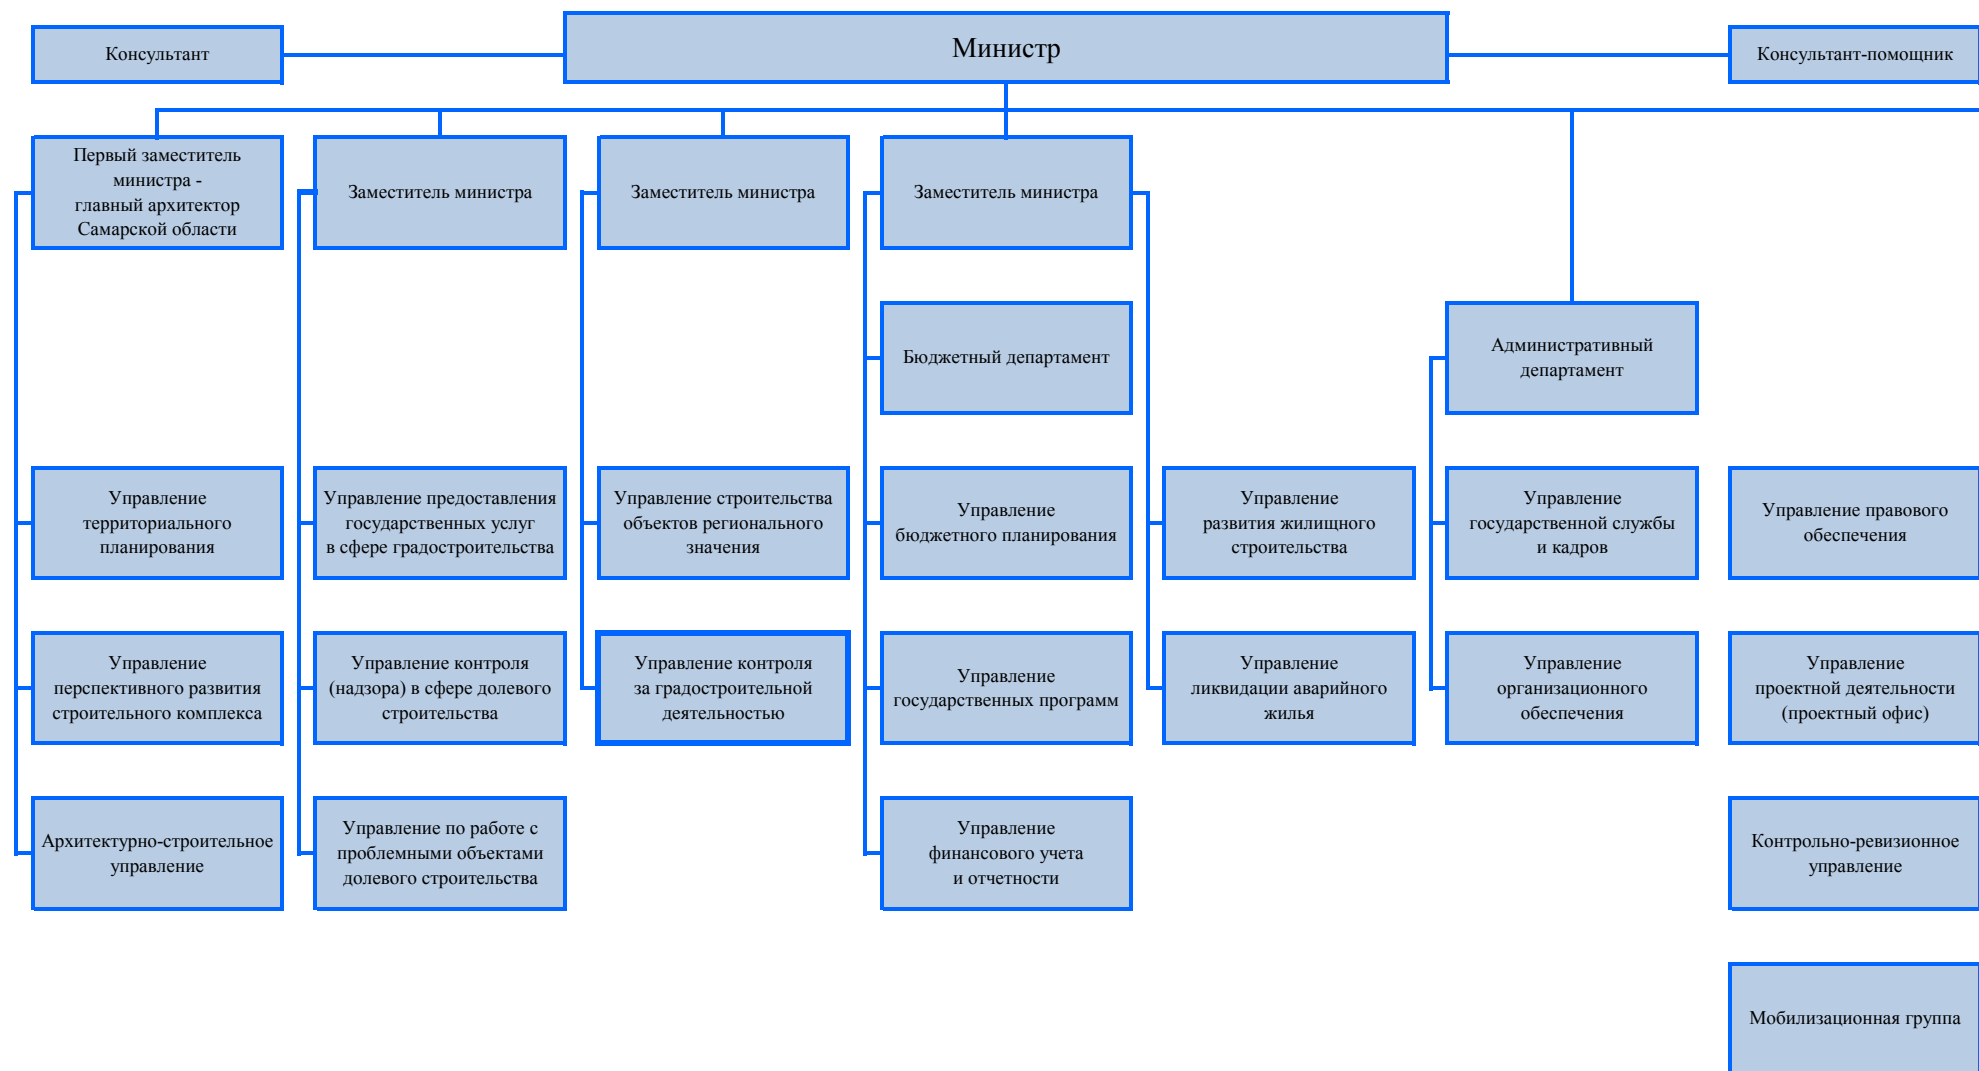 Консультант
Министр
Консультант-помощник
Первый заместитель
министра -
главный архитектор
Самарской области
Заместитель министра
Заместитель министра
Заместитель министра
Бюджетный департамент
Административный
департамент
Управление
территориального
планирования
Управление предоставления
государственных услуг
в сфере градостроительства
Управление строительства
объектов регионального
значения
Управление
бюджетного планирования
Управление
развития жилищного
строительства
Управление
государственной службы
и кадров
Управление правового
обеспечения
Управление
перспективного развития
строительного комплекса
Управление контроля
(надзора) в сфере долевого
строительства
Управление контроля
за градостроительной
деятельностью
Управление
государственных программ
Управление
ликвидации аварийного
жилья
Управление
организационного
обеспечения
Управление
проектной деятельности
(проектный офис)
Архитектурно-строительное
управление
Управление по работе с
проблемными объектами
долевого строительства
Управление
финансового учета
и отчетности
Контрольно-ревизионное
управление
Мобилизационная группа